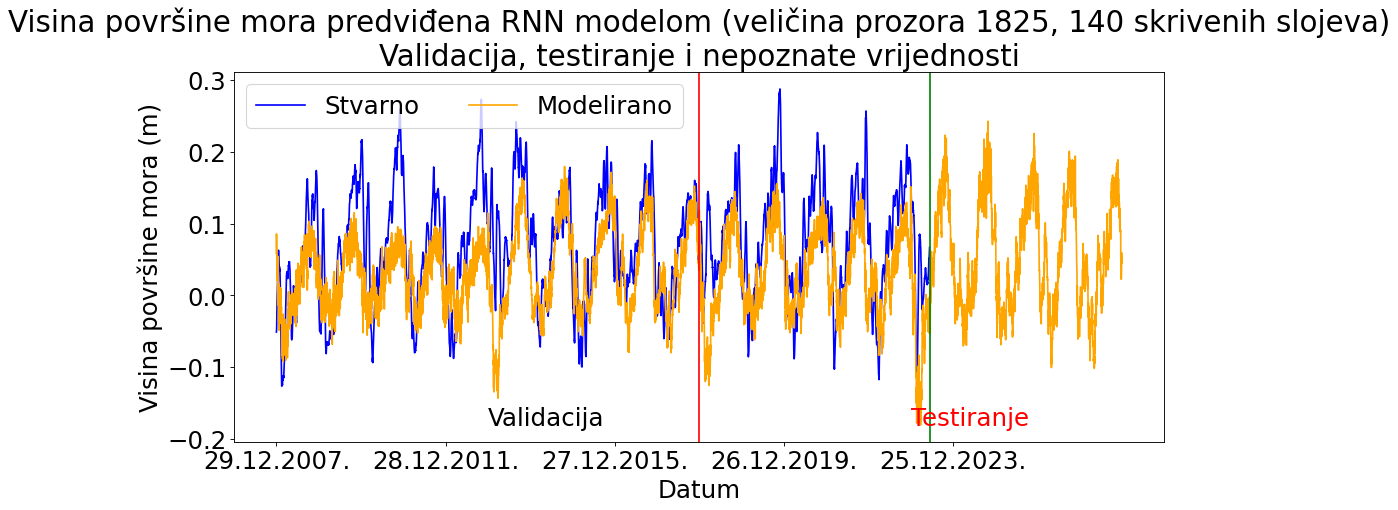 Visina površine mora predviđena RNN modelom (veličina prozora 1825, 140 skrivenih slojeva)
Validacija, testiranje i nepoznate vrijednosti
Stvarno
Modelirano
Visina površine mora (m)
0.3
0.2
0.1
0.0
−0.1
−0.2
Validacija
Testiranje
29.12.2007.
28.12.2011.
27.12.2015.
26.12.2019.
25.12.2023.
Datum